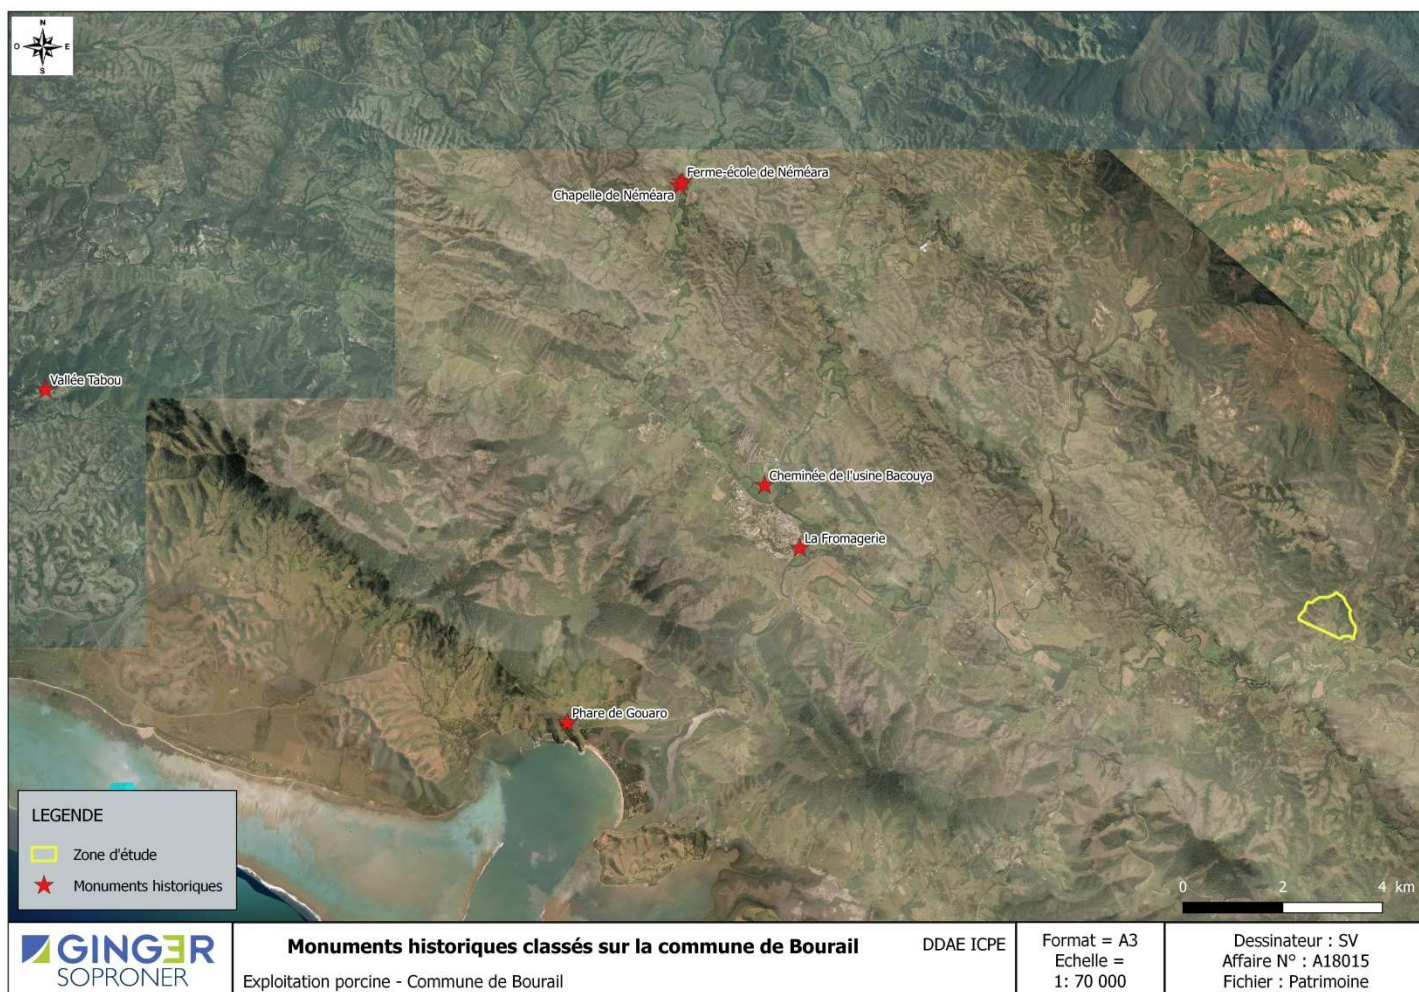 N
O E
S
Ferme-école de Néméara
Chapelle de Néméara
Vallée Tabou
Cheminée de l'usine Bacouya
La Fromagerie
Phare de Gouaro
LEGENDE
Zone d'étude
Monuments historiques
0 2 4 km
GINGER
SOPRONER
Monuments historiques classés sur la commune de Bourail
DDAE ICPE
Exploitation porcine - Commune de Bourail
Format = A3
Echelle =
1: 70 000
Dessinateur : SV
Affaire N° : A18015
Fichier : Patrimoine